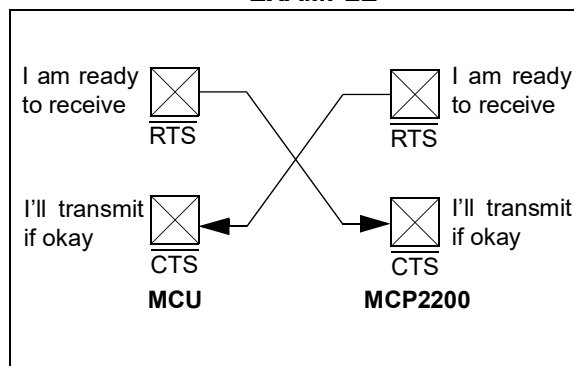 I am ready
to receive
RTS
I am ready
to receive
RTS
I'll transmit
if okay
CTS
MCU
I'll transmit
if okay
CTS
MCP2200